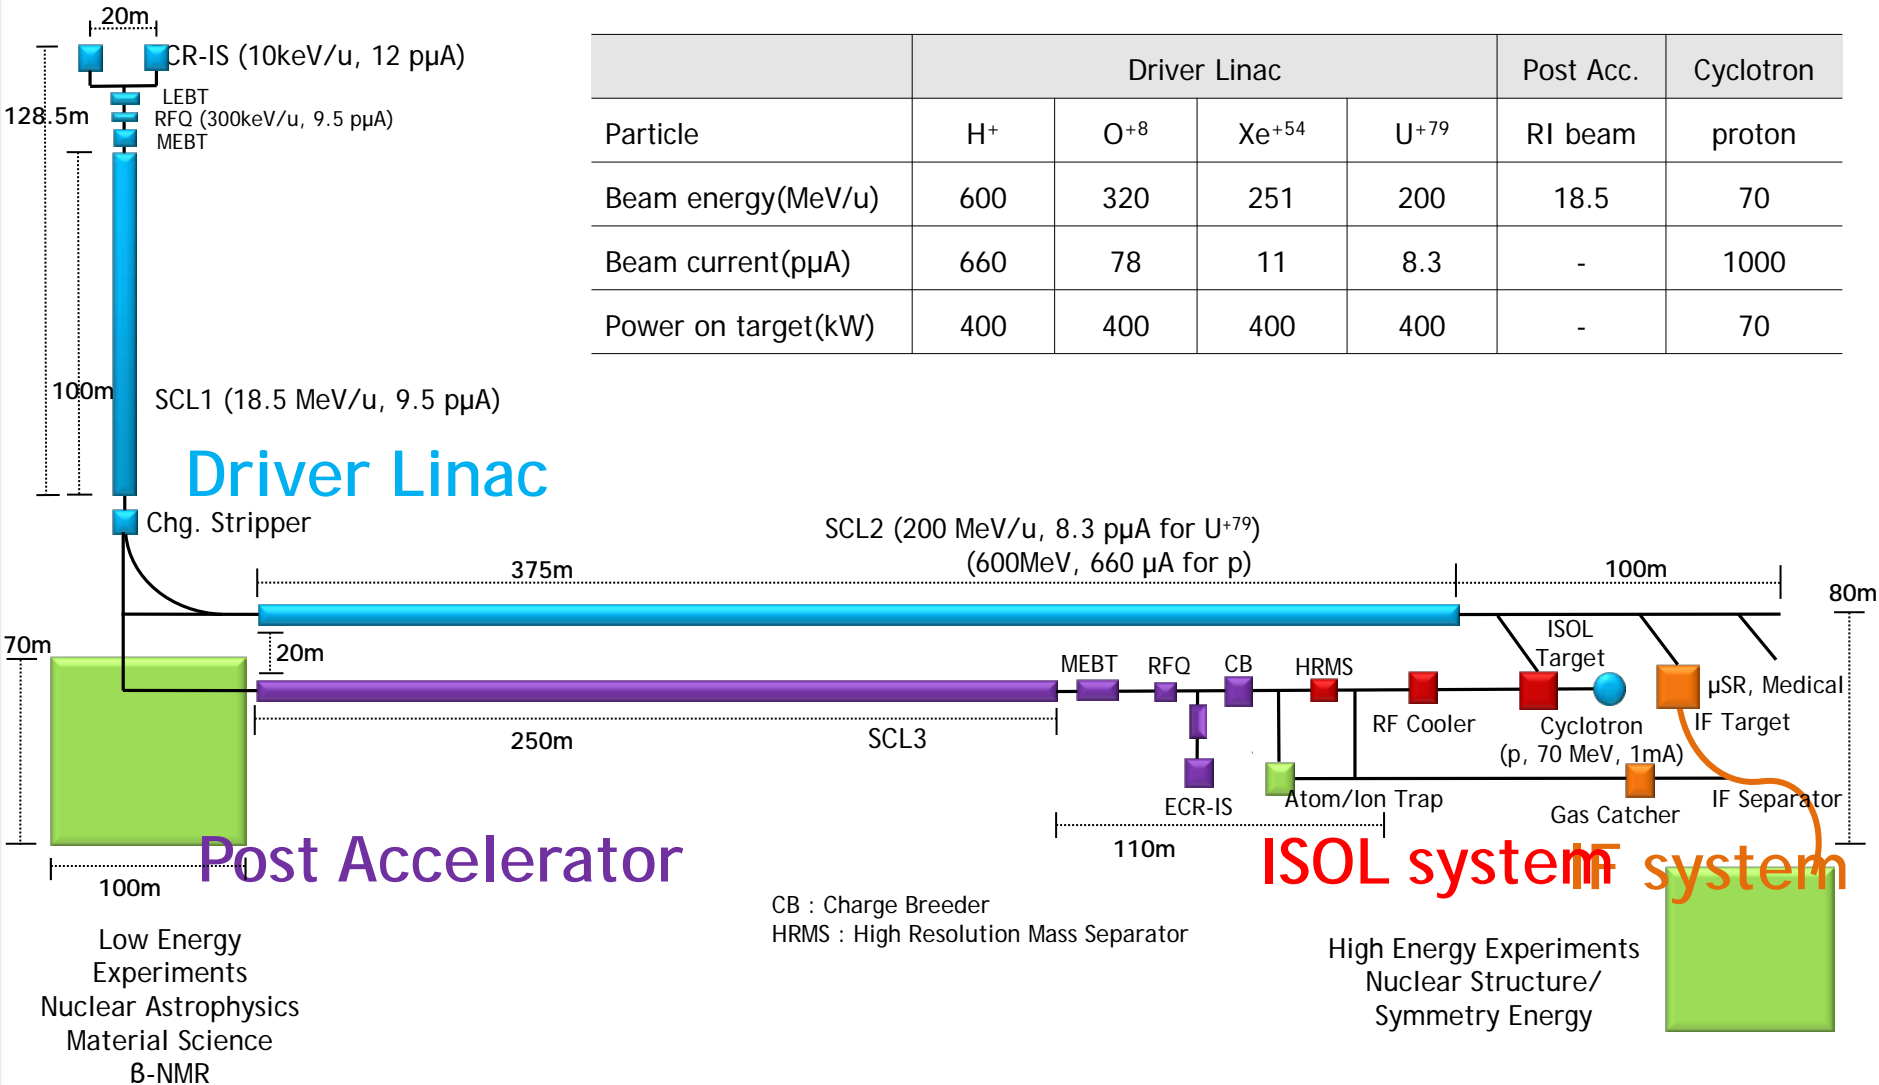 20m
CR-IS (10keV/u, 12 pµA)
LEBT
128.5m
RFQ (300keV/u, 9.5 pµA)
MEBT
Driver Linac Post Acc. Cyclotron
Particle H+ O+8 Xe+54 U+79 RI beam proton
Beam energy(MeV/u) 600 320 251 200 18.5 70
Beam current(pµA) 660 78 11 8.3 - 1000
Power on target(kW) 400 400 400 400 - 70
100m
SCL1 (18.5 MeV/u, 9.5 pµA)
Driver Linac
Chg. Stripper
SCL2 (200 MeV/u, 8.3 pµA for U+79)
(600MeV, 660 µA for p)
375m
100m
80m
70m
20m
ISOL
Target
MEBT
RFQ
CB
HRMS
µSR, Medical
IF Target
RF Cooler
Cyclotron
(p, 70 MeV, 1mA)
250m
SCL3
ECR-IS
Atom/Ion Trap
Gas Catcher
IF Separator
110m
Post Accelerator
ISOL system
IF system
100m
CB : Charge Breeder
HRMS : High Resolution Mass Separator
Low Energy
Experiments
Nuclear Astrophysics
Material Science
β-NMR
High Energy Experiments
Nuclear Structure/
Symmetry Energy